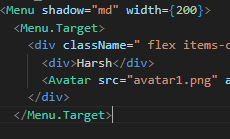 <Menu shadow="md" width={200}>
<Menu.Target>
<div className=" flex items-
<div>Harsh</div>
<Avatar src="avatar1.png" a
</div>
</Menu.Target>